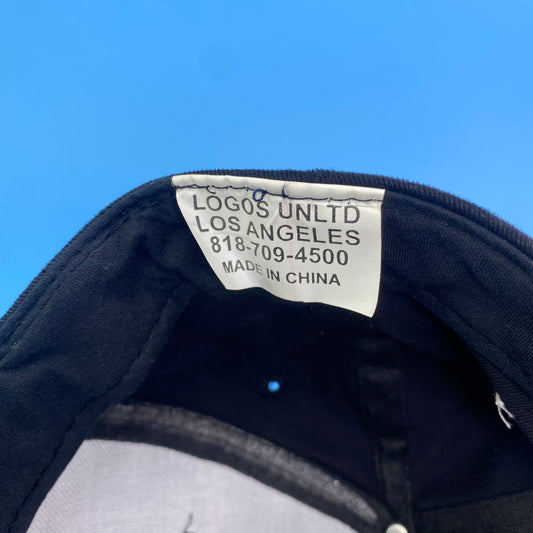 LOGOS UNLTD
LOS ANGELES
818-709-4500
MADE IN CHINA